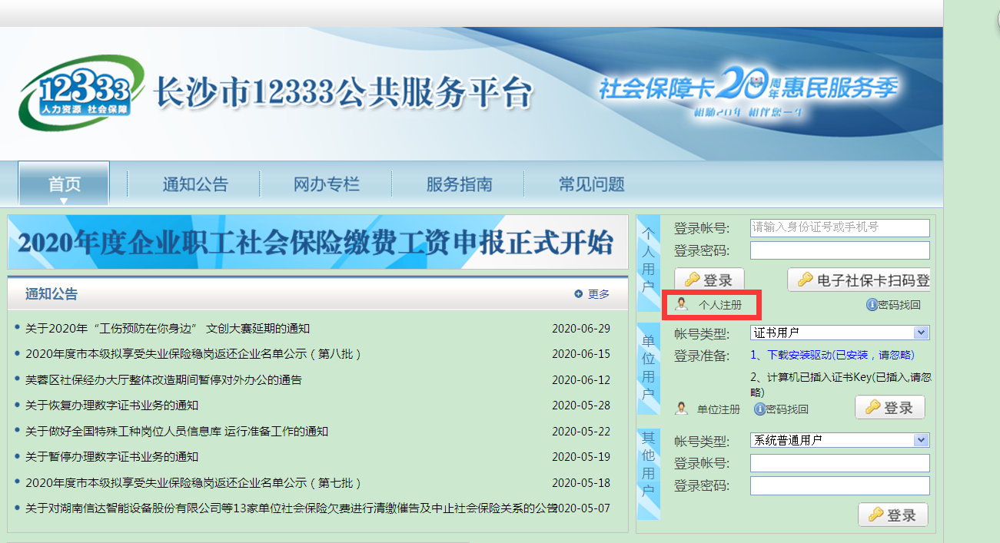 12333
人力资源 社会保障
长沙市12333公共服务平台
社会保障卡20周年惠民服务季
相随20年 相伴您一生
首页
通知公告
网办专栏
服务指南
常见问题
2020年度企业职工社会保险缴费工资申报正式开始
通知公告
更多
关于2020年“工伤预防在你身边” 文创大赛延期的通知 2020-06-29
2020年度市本级拟享受失业保险稳岗返还企业名单公示（第八批） 2020-06-15
芙蓉区社保经办大厅整体改造期间暂停对外办公的通告 2020-06-12
关于恢复办理数字证书业务的通知 2020-05-28
关于做好全国特殊工种岗位人员信息库 运行准备工作的通知 2020-05-22
关于暂停办理数字证书业务的通知 2020-05-19
2020年度市本级拟享受失业保险稳岗返还企业名单公示（第七批） 2020-05-18
关于对湖南信达智能设备股份有限公司等13家单位社会保险欠费进行清缴催告及中止社会保险关系的公告 2020-05-07
个人用户
登录帐号: 请输入身份证号或手机号
登录密码:
登录 电子社保卡扫码登
个人注册 密码找回
单位用户
帐号类型: 证书用户
登录准备: 1、下载安装驱动(已安装，请忽略)
2、计算机已插入证书Key(已插入,请忽
略)
单位注册 密码找回 登录
其他用户
帐号类型: 系统普通用户
登录帐号:
登录密码:
登录